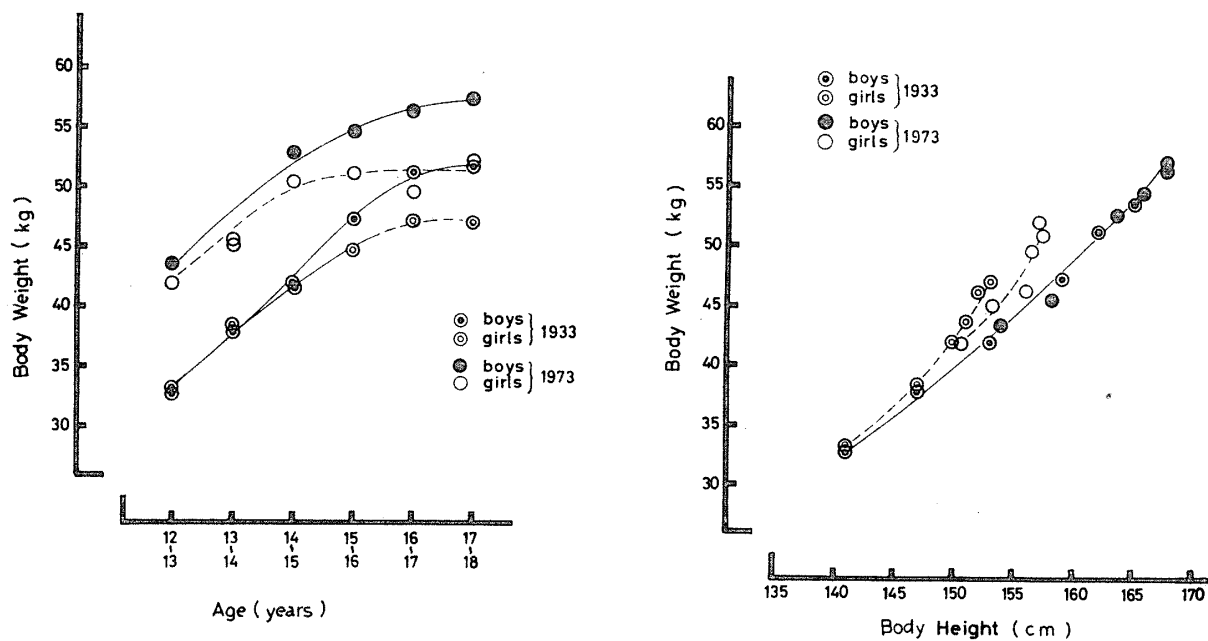 60
55
50
45
40
35
30
Body Weight ( kg )
boys
girls
1933
boys
girls
1973
12 - 13
13 - 14
14 - 15
15 - 16
16 - 17
17 - 18
Age ( years )
boys
girls
1933
boys
girls
1973
60
55
50
45
40
35
30
Body Weight ( kg )
135 140 145 150 155 160 165 170
Body Height ( cm )